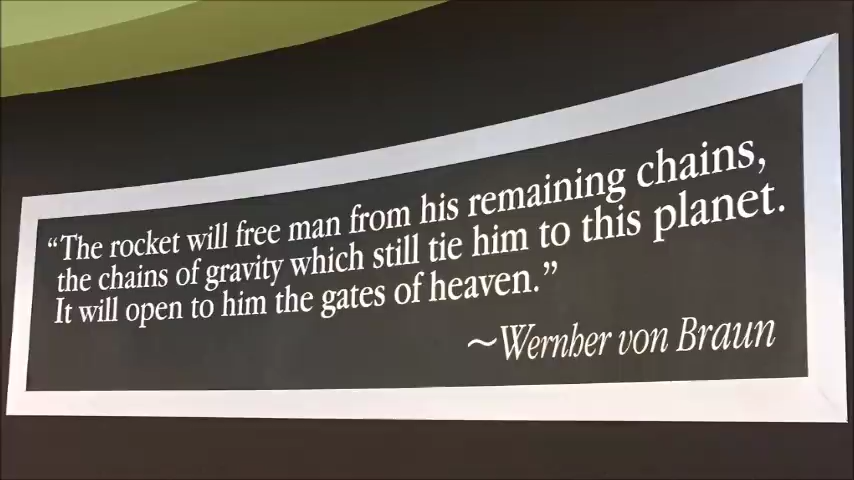 “The rocket will free man from his remaining chains,
the chains of gravity which still tie him to this planet.
It will open to him the gates of heaven.”
~Wernher von Braun